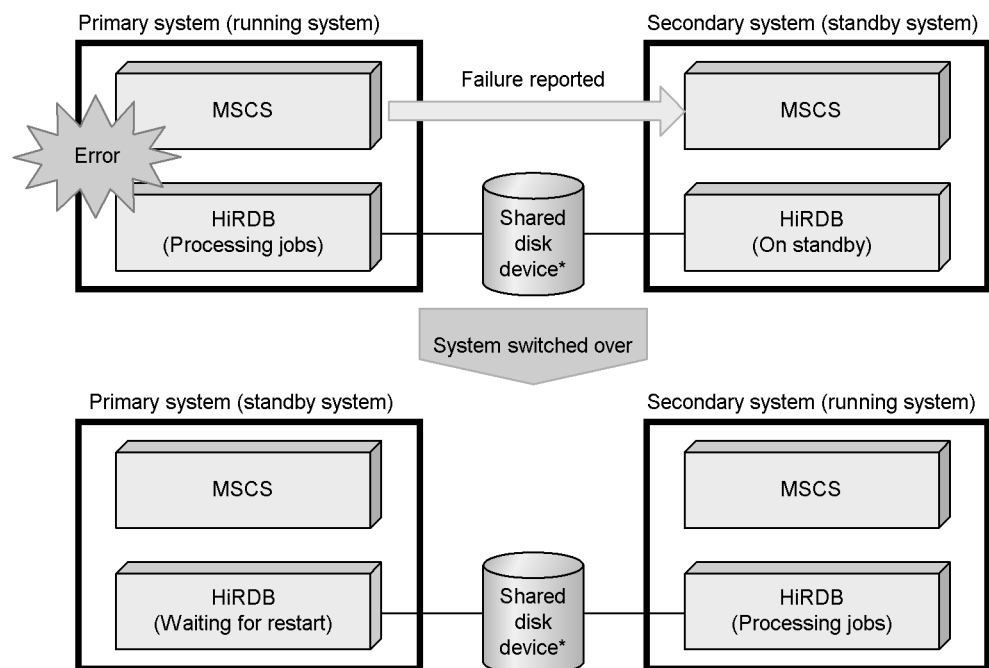 Primary system (running system)
Secondary system (standby system)
MSCS
Failure reported
MSCS
Error
HiRDB
(Processing jobs)
Shared
disk
device*
HiRDB
(On standby)
System switched over
Primary system (standby system)
Secondary system (running system)
MSCS
MSCS
HiRDB
(Waiting for restart)
Shared
disk
device*
HiRDB
(Processing jobs)